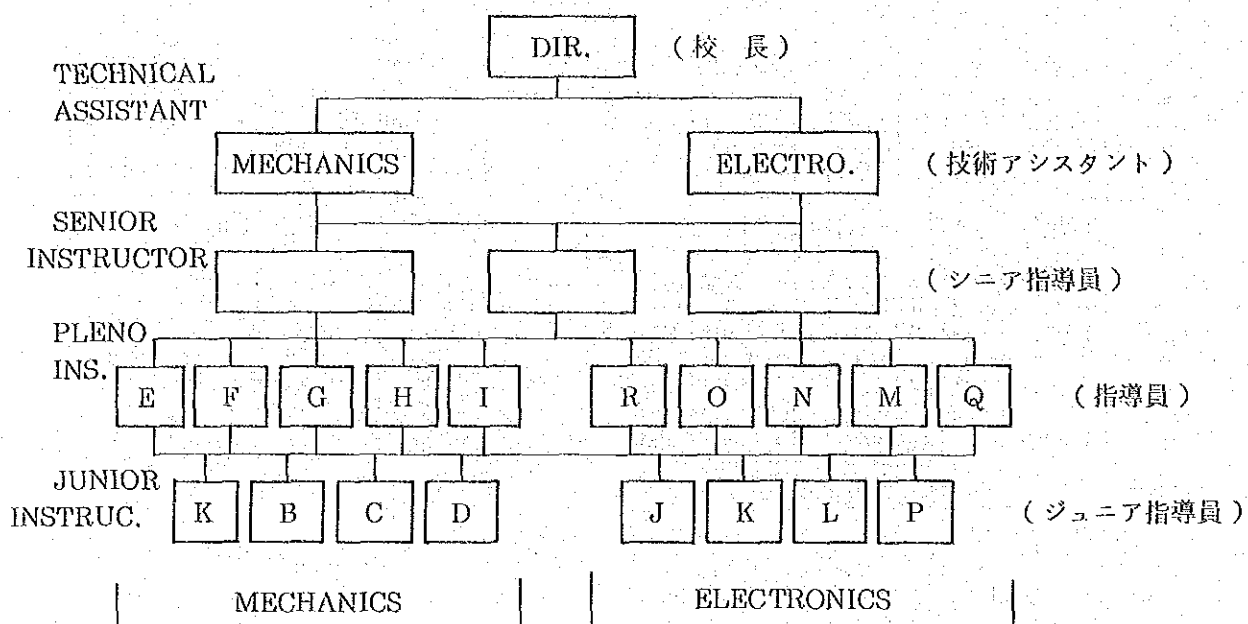 DIR. (校 長)
TECHNICAL
ASSISTANT
MECHANICS ELECTRO. (技術アシスタント)
SENIOR
INSTRUCTOR (シニア指導員)
PLENO
INS.
E F G H I R O N M Q (指導員)
JUNIOR
INSTRUC. K B C D J K L P (ジュニア指導員)
MECHANICS ELECTRONICS